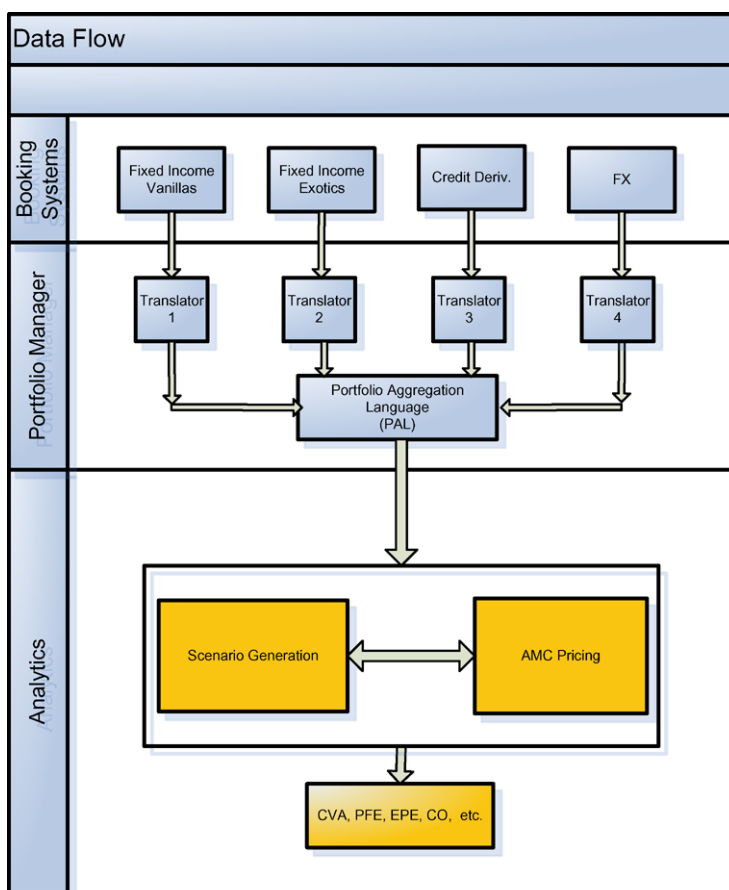 Data Flow
Booking
Systems
Fixed Income
Vanillas
Fixed Income
Exotics
Credit Deriv.
FX
Portfolio Manager
Translator
1
Translator
2
Translator
3
Translator
4
Portfolio Aggregation
Language
(PAL)
Analytics
Scenario Generation
AMC Pricing
CVA, PFE, EPE, CO, etc.